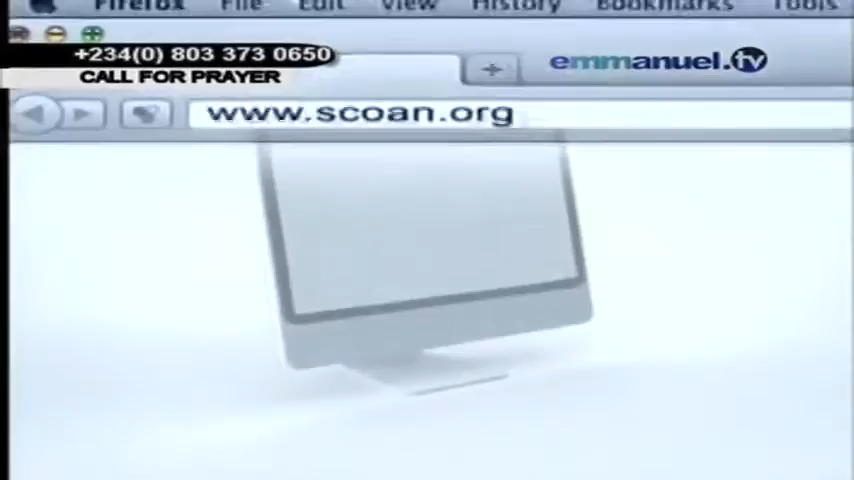 Firefox File Edit View History Bookmarks Tools
+234(0) 803 373 0650
CALL FOR PRAYER
emmanuel.tv
www.scoan.org